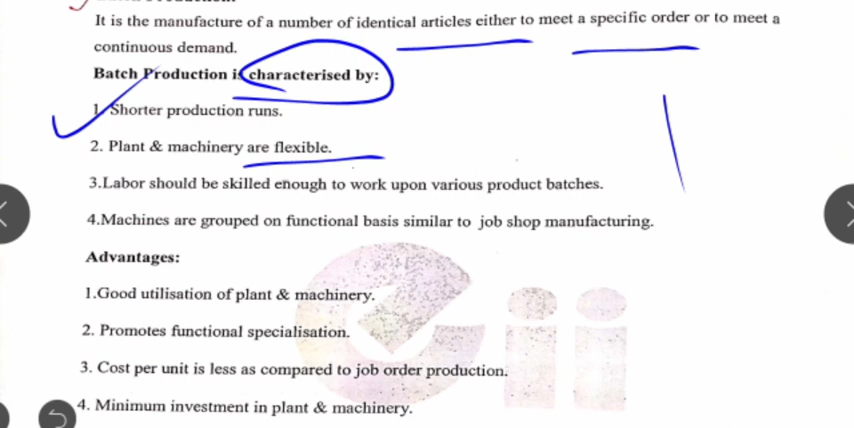 It is the manufacture of a number of identical articles either to meet a specific order or to meet a
continuous demand.
Batch Production is characterised by:
1. Shorter production runs.
2. Plant & machinery are flexible.
3.Labor should be skilled enough to work upon various product batches.
4.Machines are grouped on functional basis similar to job shop manufacturing.
Advantages:
1.Good utilisation of plant & machinery.
2. Promotes functional specialisation.
3. Cost per unit is less as compared to job order production.
4. Minimum investment in plant & machinery.
eii